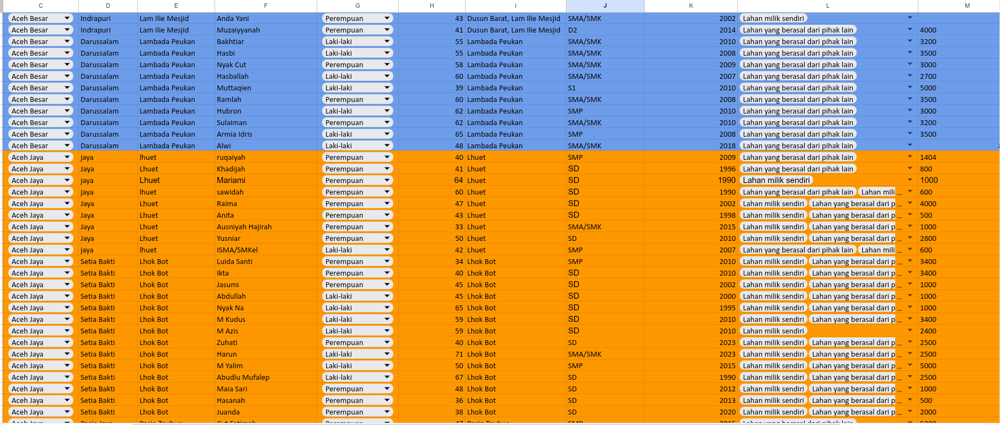 C D E F G H I J K L M
Aceh Besar Indrapuri Lam Ilie Mesjid Anda Yani Perempuan 43 Dusun Barat, Lam Ilie Mesjid SMA/SMK 2002 Lahan milik sendiri
Aceh Besar Indrapuri Lam Ilie Mesjid Muzaiyyanah Perempuan 41 Dusun Barat, Lam Ilie Mesjid D2 2014 Lahan yang berasal dari pihak lain 4000
Aceh Besar Darussalam Lambada Peukan Bakhtiar Laki-laki 55 Lambada Peukan SMA/SMK 2010 Lahan yang berasal dari pihak lain 3200
Aceh Besar Darussalam Lambada Peukan Hasbi Laki-laki 55 Lambada Peukan SMA/SMK 2008 Lahan yang berasal dari pihak lain 3500
Aceh Besar Darussalam Lambada Peukan Nyak Cut Perempuan 58 Lambada Peukan SMA/SMK 2009 Lahan yang berasal dari pihak lain 3000
Aceh Besar Darussalam Lambada Peukan Hasballah Laki-laki 60 Lambada Peukan SMA/SMK 2007 Lahan yang berasal dari pihak lain 2700
Aceh Besar Darussalam Lambada Peukan Muttaqien Laki-laki 39 Lambada Peukan S1 2010 Lahan yang berasal dari pihak lain 5000
Aceh Besar Darussalam Lambada Peukan Ramlah Perempuan 60 Lambada Peukan SMA/SMK 2008 Lahan yang berasal dari pihak lain 3500
Aceh Besar Darussalam Lambada Peukan Hubron Laki-laki 62 Lambada Peukan SMP 2010 Lahan yang berasal dari pihak lain 3000
Aceh Besar Darussalam Lambada Peukan Sulaiman Perempuan 62 Lambada Peukan SMA/SMK 2010 Lahan yang berasal dari pihak lain 3200
Aceh Besar Darussalam Lambada Peukan Armia Idris Laki-laki 65 Lambada Peukan SMP 2008 Lahan yang berasal dari pihak lain 3500
Aceh Besar Darussalam Lambada Peukan Alwi Laki-laki 48 Lambada Peukan SMA/SMK 2018 Lahan yang berasal dari pihak lain
Aceh Jaya jaya lhuet ruqaiyah Perempuan 40 Lhuet SMP 2009 Lahan yang berasal dari pihak lain 1404
Aceh Jaya Jaya Lhuet Khadijah Perempuan 41 Lhuet SD 1996 Lahan yang berasal dari pihak lain 800
Aceh Jaya jaya Lhuet Mariami Perempuan 64 Lhuet SD 1990 Lahan milik sendiri 1000
Aceh Jaya jaya lhuet sawidah Perempuan 60 Lhuet SD 1990 Lahan yang berasal dari pihak lain Lahan mili ... 600
Aceh Jaya Jaya Lhuet Raima Perempuan 47 Lhuet SD 2002 Lahan milik sendiri Lahan yang berasal dari p ... 4000
Aceh Jaya Jaya Lhuet Anita Perempuan 43 Lhuet SD 1998 Lahan milik sendiri Lahan yang berasal dari p ... 500
Aceh Jaya Jaya Lhuet Ausniyah Hajirah Perempuan 33 Lhuet SMA/SMK 2015 Lahan milik sendiri Lahan yang berasal dari p ... 1000
Aceh Jaya Jaya Lhuet Yusniar Perempuan 50 Lhuet SD 2010 Lahan milik sendiri Lahan yang berasal dari p ... 2800
Aceh Jaya jaya lhuet ISMA/SMKel Laki-laki 42 Lhuet SMP 2007 Lahan yang berasal dari pihak lain Lahan mili ... 600
Aceh Jaya Setia Bakti Lhok Bot Luida Santi Perempuan 34 Lhok Bot SMP 2010 Lahan milik sendiri Lahan yang berasal dari p ... 3400
Aceh Jaya Setia Bakti Lhok Bot Ikta Perempuan 40 Lhok Bot SD 2010 Lahan milik sendiri Lahan yang berasal dari p ... 3400
Aceh Jaya Setia Bakti Lhok Bot Jasumi Perempuan 45 Lhok Bot SD 2002 Lahan milik sendiri Lahan yang berasal dari p ... 1000
Aceh Jaya Setia Bakti Lhok Bot Abdullah Laki-laki 45 Lhok Bot SD 2000 Lahan milik sendiri Lahan yang berasal dari p ... 1000
Aceh Jaya Setia Bakti Lhok Bot Nyak Na Laki-laki 65 Lhok Bot SD 1995 Lahan milik sendiri Lahan yang berasal dari p ... 1000
Aceh Jaya Setia Bakti Lhok Bot M Kudus Laki-laki 59 Lhok Bot SD 2010 Lahan milik sendiri Lahan yang berasal dari p ... 3400
Aceh Jaya Setia Bakti Lhok Bot M Azis Laki-laki 59 Lhok Bot SD 2010 Lahan milik sendiri 2400
Aceh Jaya Setia Bakti Lhok Bot Zuhati Perempuan 40 Lhok Bot SD 2023 Lahan milik sendiri Lahan yang berasal dari p ... 2500
Aceh Jaya Setia Bakti Lhok Bot Harun Laki-laki 71 Lhok Bot SMA/SMK 2023 Lahan milik sendiri Lahan yang berasal dari p ... 2500
Aceh Jaya Setia Bakti Lhok Bot M Yalim Laki-laki 50 Lhok Bot SMP 2015 Lahan milik sendiri Lahan yang berasal dari p ... 5000
Aceh Jaya Setia Bakti Lhok Bot Abudlu Mufalep Laki-laki 67 Lhok Bot SD 1990 Lahan milik sendiri Lahan yang berasal dari p ... 2500
Aceh Jaya Setia Bakti Lhok Bot Maia Sari Perempuan 48 Lhok Bot SD 2012 Lahan milik sendiri Lahan yang berasal dari p ... 1000
Aceh Jaya Setia Bakti Lhok Bot Hasanah Perempuan 36 Lhok Bot SD 2013 Lahan milik sendiri Lahan yang berasal dari p ... 500
Aceh Jaya Setia Bakti Lhok Bot Juanda Perempuan 38 Lhok Bot SD 2020 Lahan milik sendiri Lahan yang berasal dari p ... 2000